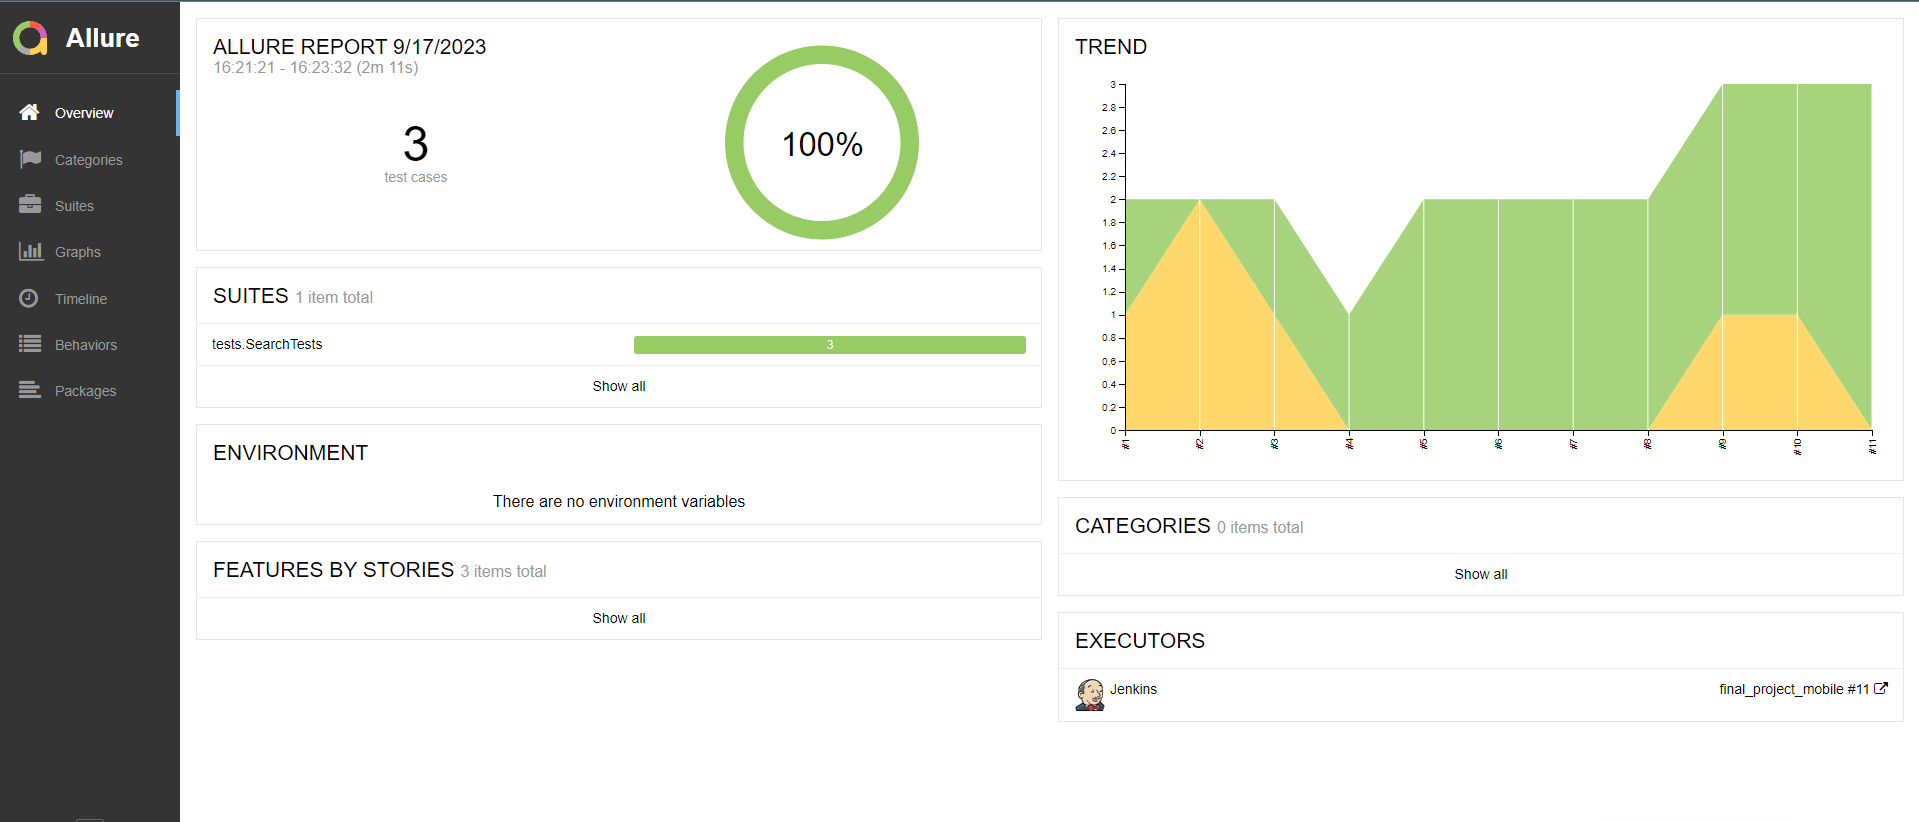 Allure
Overview
Categories
Suites
Graphs
Timeline
Behaviors
Packages
ALLURE REPORT 9/17/2023
16:21:21 - 16:23:32 (2m 11s)
3
test cases
100%
SUITES 1 item total
tests.SearchTests 3
Show all
ENVIRONMENT
There are no environment variables
FEATURES BY STORIES 3 items total
Show all
TREND
3
2.8
2.6
2.4
2.2
2
1.8
1.6
1.4
1.2
1
0.8
0.6
0.4
0.2
0
#1 #2 #3 #4 #5 #6 #7 #8 #9 #10 #11
CATEGORIES 0 items total
Show all
EXECUTORS
Jenkins final_project_mobile #11